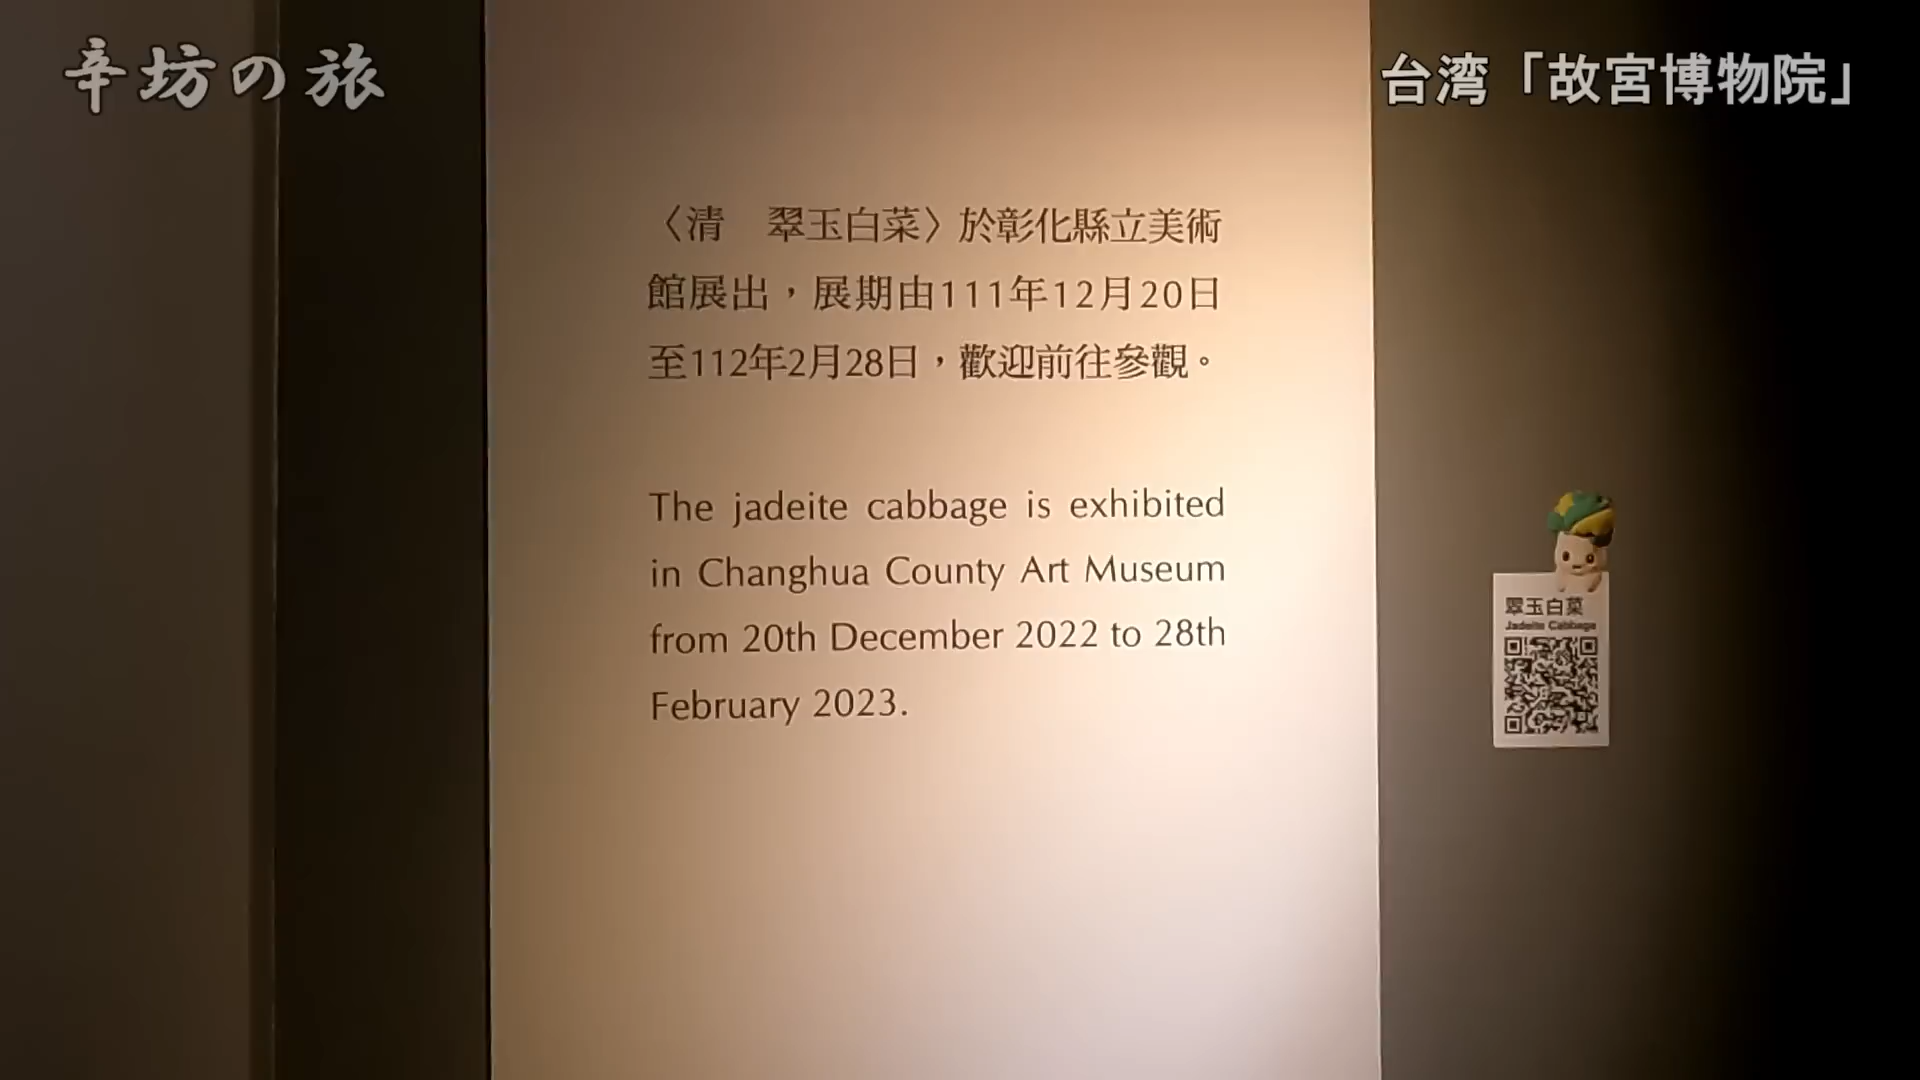 辛坊の旅
台湾「故宮博物院」
〈清　翠玉白菜〉於彰化縣立美術
館展出，展期由111年12月20日
至112年2月28日，歡迎前往參觀。
The jadeite cabbage is exhibited
in Changhua County Art Museum
from 20th December 2022 to 28th
February 2023.
翠玉白菜
Jadeite Cabbage